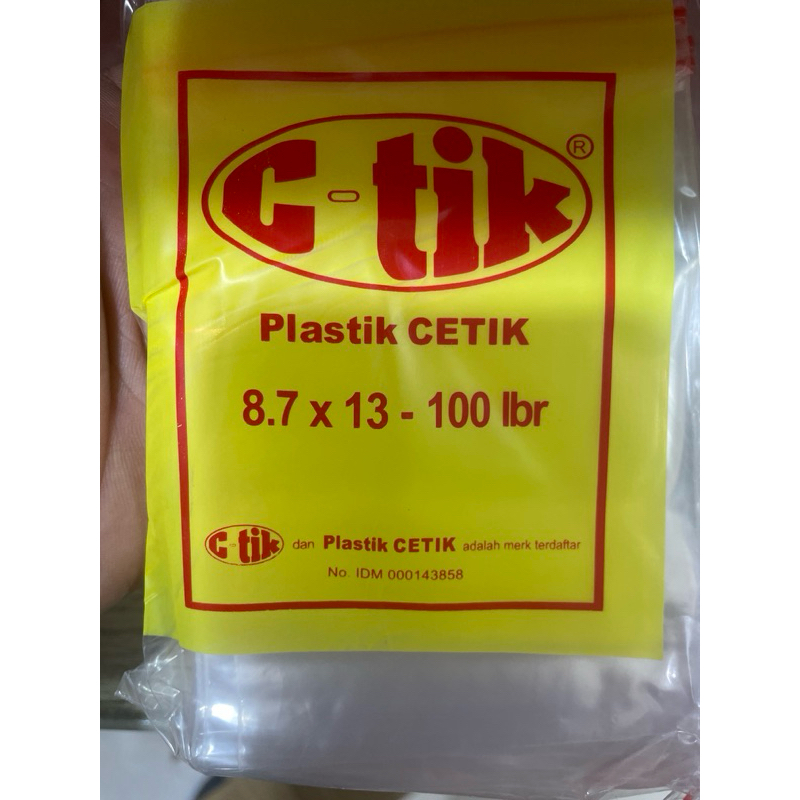 C-tik ®
Plastik CETIK
8.7 x 13 - 100 lbr
C-tik dan Plastik CETIK adalah merk terdaftar
No. IDM 000143858